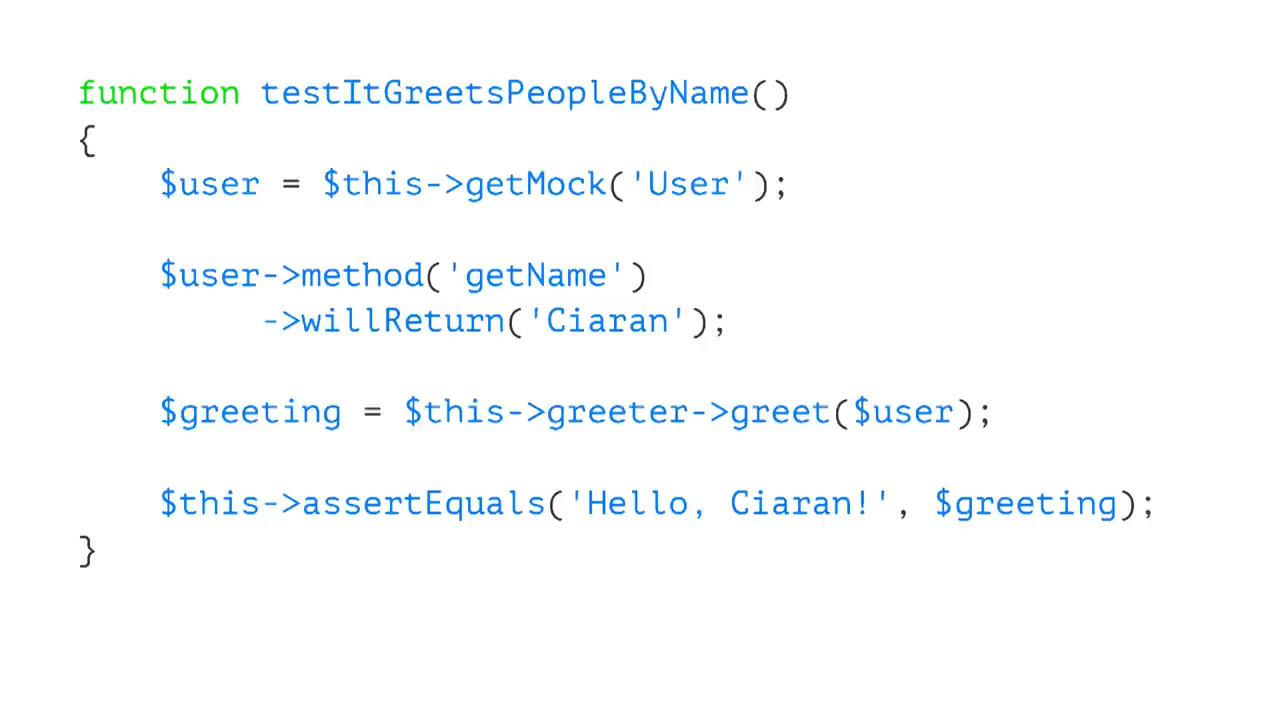 function testItGreetsPeopleByName()
{
    $user = $this->getMock('User');

    $user->method('getName')
         ->willReturn('Ciaran');

    $greeting = $this->greeter->greet($user);

    $this->assertEquals('Hello, Ciaran!', $greeting);
}